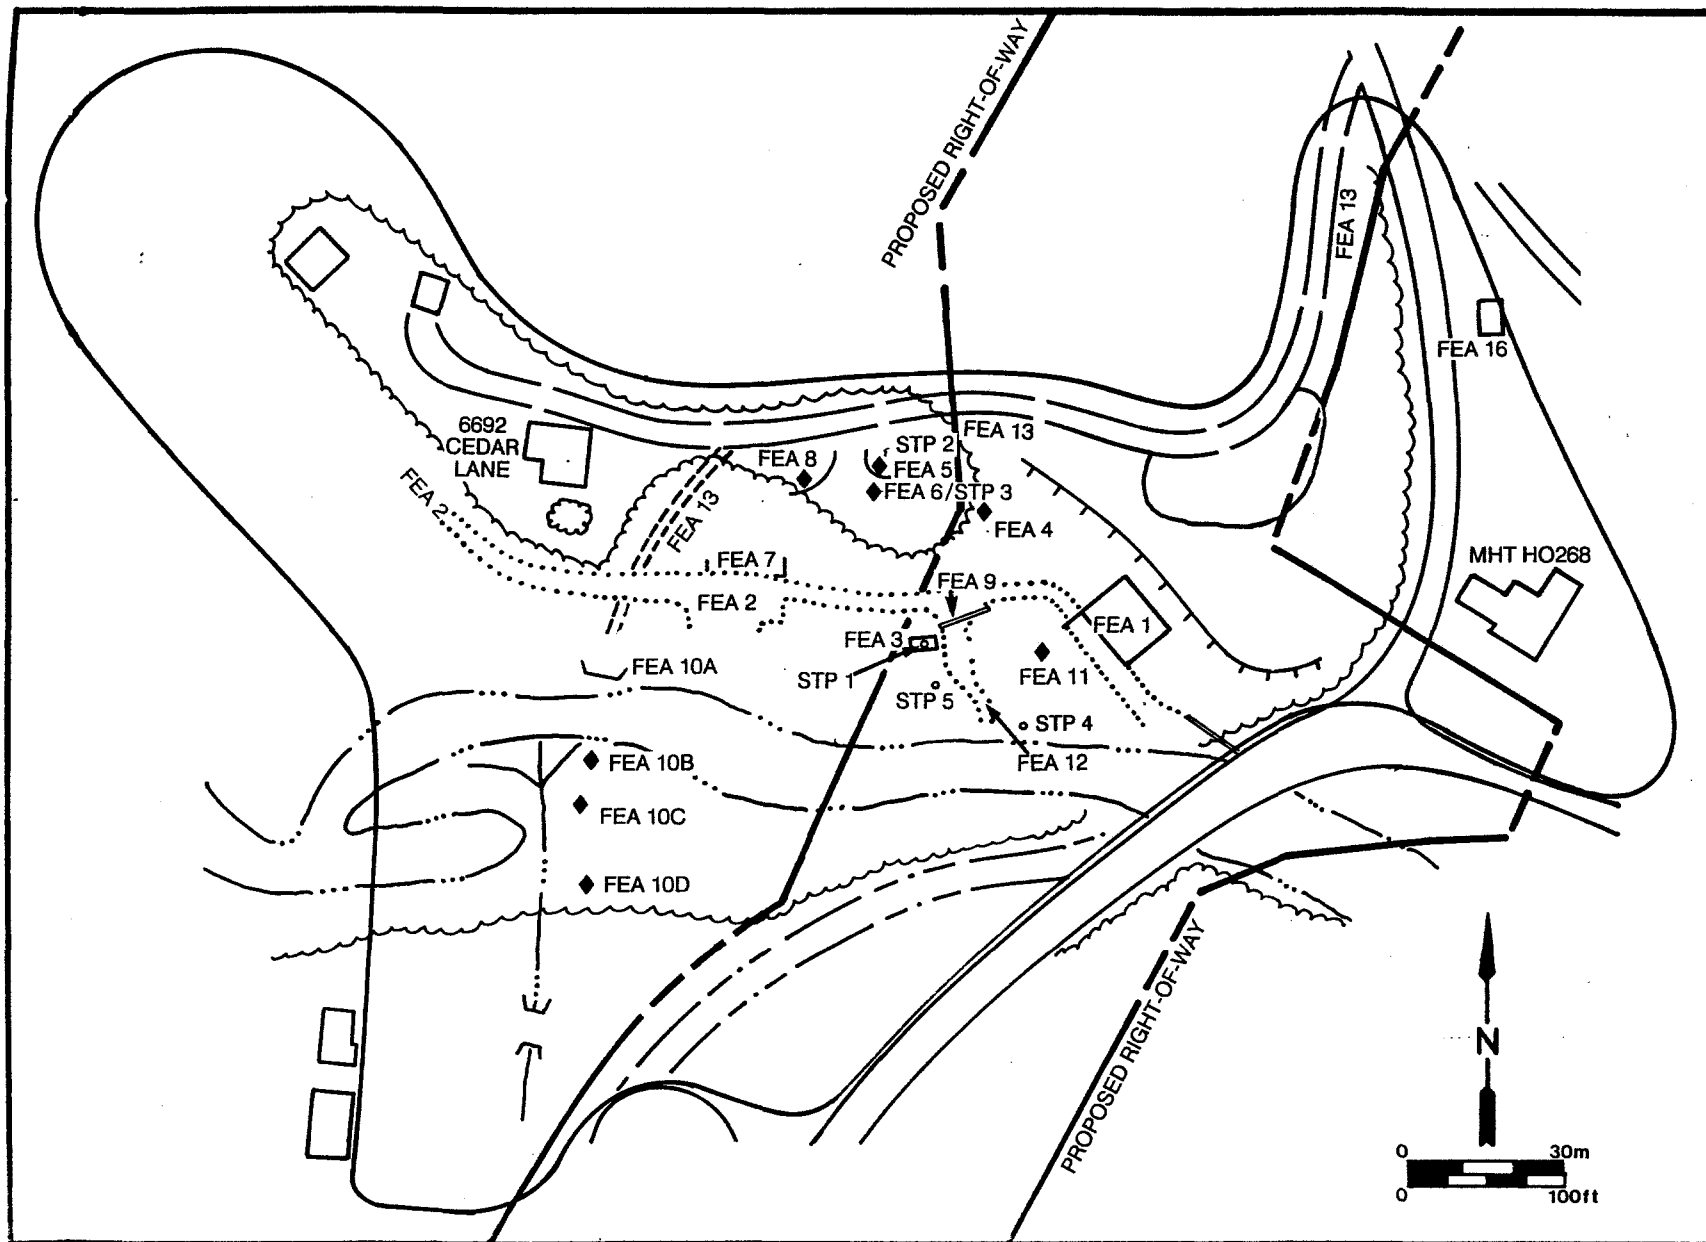 PROPOSED RIGHT-OF-WAY
FEA 13
FEA 16
6692
CEDAR
LANE
FEA 13
STP 2
FEA 8
FEA 5
FEA 6/STP 3
FEA 2
FEA 13
FEA 4
FEA 7
MHT HO268
FEA 9
FEA 2
FEA 1
FEA 3
FEA 10A
STP 1
FEA 11
STP 5
STP 4
FEA 10B
FEA 12
FEA 10C
FEA 10D
PROPOSED RIGHT-OF-WAY
N
0 30m
0 100ft